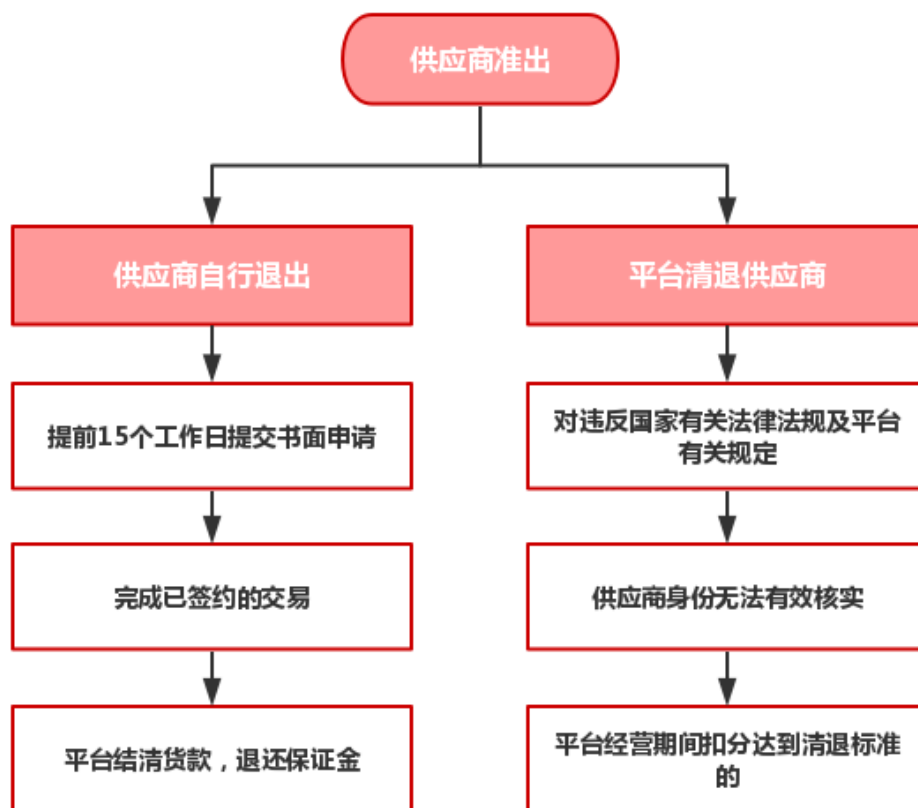 供应商准出
供应商自行退出
平台清退供应商
提前15个工作日提交书面申请
对违反国家有关法律法规及平台
有关规定
完成已签约的交易
供应商身份无法有效核实
平台结清货款，退还保证金
平台经营期间扣分达到清退标准
的